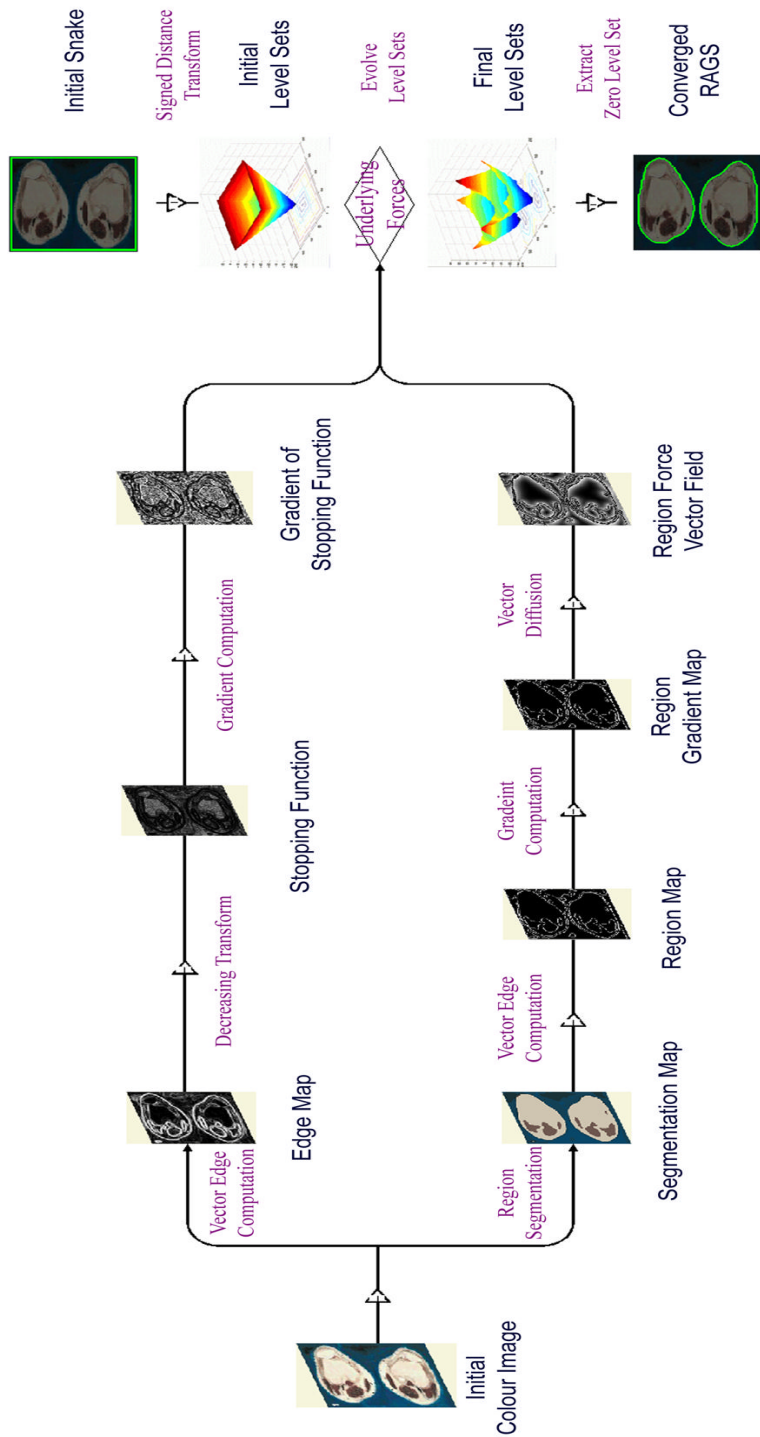 Initial
Colour Image
Vector Edge
Computation
Edge Map
Decreasing Transform
Stopping Function
Gradient Computation
Gradient of
Stopping Function
Region
Segmentation
Segmentation Map
Vector Edge
Computation
Region Map
Gradeint
Computation
Region
Gradient Map
Vector
Diffusion
Region Force
Vector Field
Initial Snake
Signed Distance
Transform
Initial
Level Sets
Underlying
Forces
Evolve
Level Sets
Final
Level Sets
Extract
Zero Level Set
Converged
RAGS